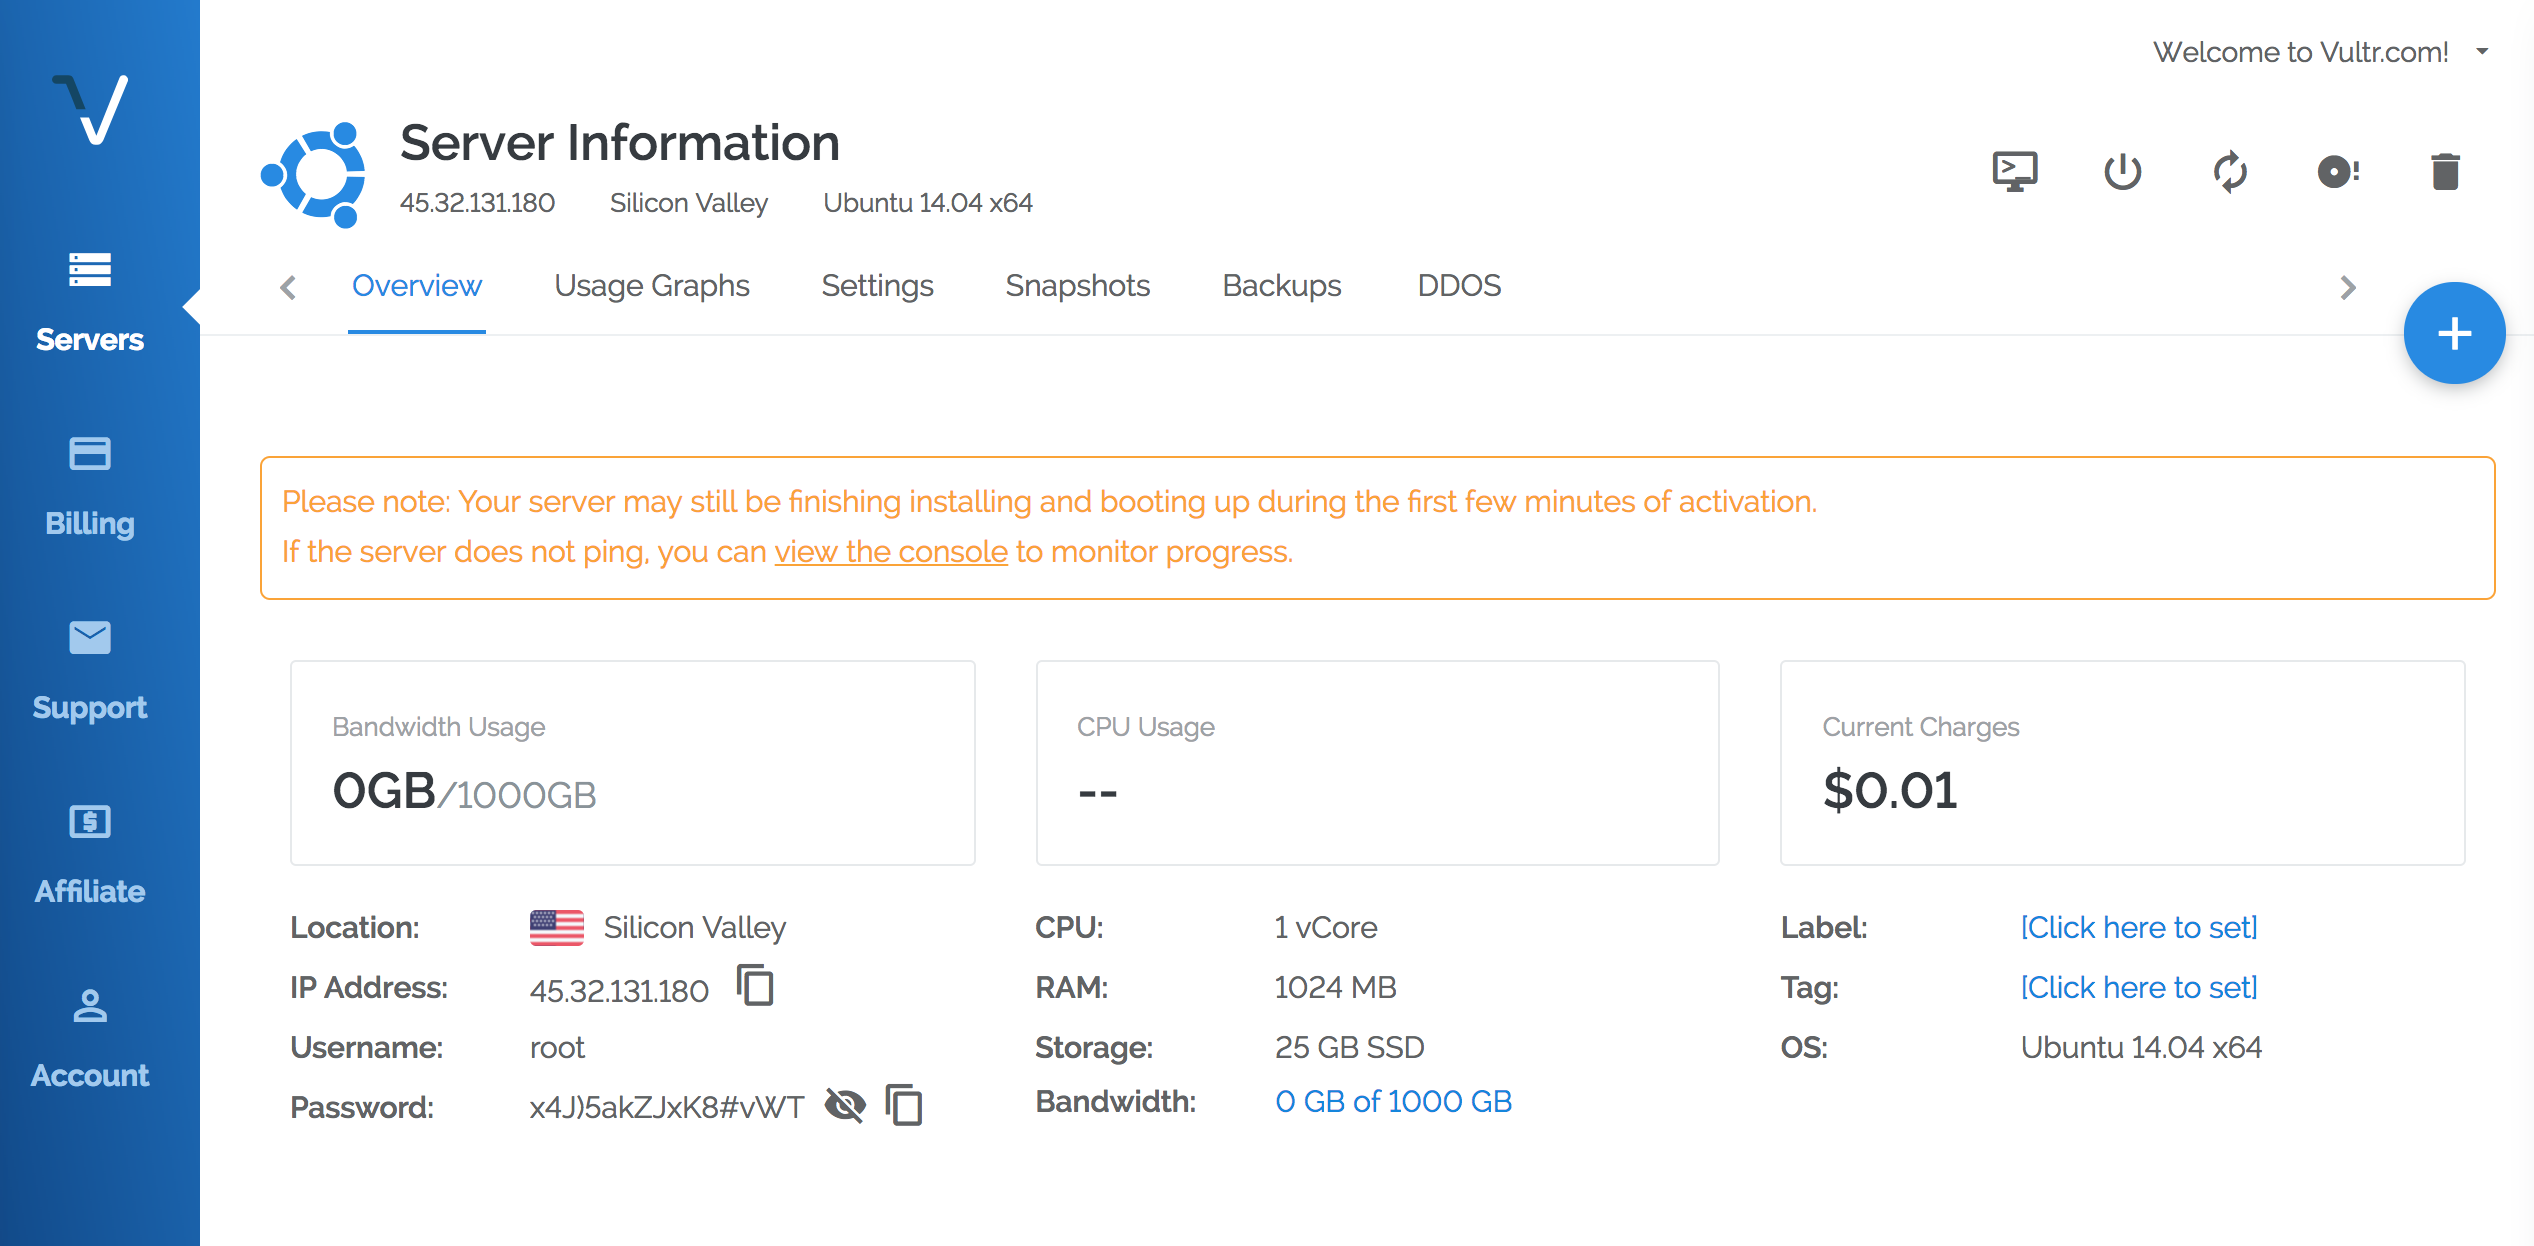 Welcome to Vultr.com!
Server Information
45.32.131.180 Silicon Valley Ubuntu 14.04 x64
Overview Usage Graphs Settings Snapshots Backups DDOS
Servers
Billing
Support
Affiliate
Account
Please note: Your server may still be finishing installing and booting up during the first few minutes of activation.
If the server does not ping, you can view the console to monitor progress.
Bandwidth Usage
0GB/1000GB
CPU Usage
--
Current Charges
$0.01
Location: Silicon Valley
IP Address: 45.32.131.180
Username: root
Password: x4J)5akZJxK8#vWT
CPU: 1 vCore
RAM: 1024 MB
Storage: 25 GB SSD
Bandwidth: 0 GB of 1000 GB
Label: [Click here to set]
Tag: [Click here to set]
OS: Ubuntu 14.04 x64